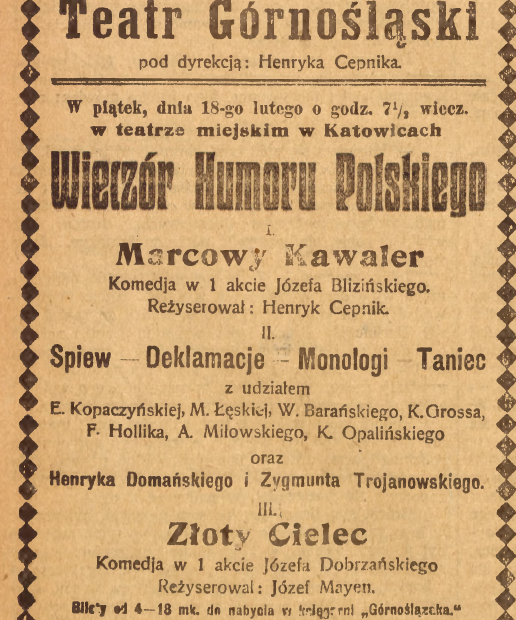 Teatr Górnośląski
pod dyrekcją: Henryka Cepnika.
W piątek, dnia 18-go lutego o godz. 7½ wiecz.
w teatrze miejskim w Katowicach
Wieczór Humoru Polskiego
I.
Marcowy Kawaler
Komedja w 1 akcie Józefa Blizińskiego.
Reżyserował: Henryk Cepnik.
II.
Spiew — Deklamacje — Monologi — Taniec
z udziałem
E. Kopaczyńskiej, M. Łęskiej, W. Barańskiego, K. Grossa,
F. Hollika, A. Miłowskiego, K. Opalińskiego
oraz
Henryka Domańskiego i Zygmunta Trojanowskiego.
III.
Złoty Cielec
Komedja w 1 akcie Józefa Dobrzańskiego
Reżyserował: Józef Mayen.
Bilety od 4—18 mk. do nabycia w księgarni „Górnoślązka."